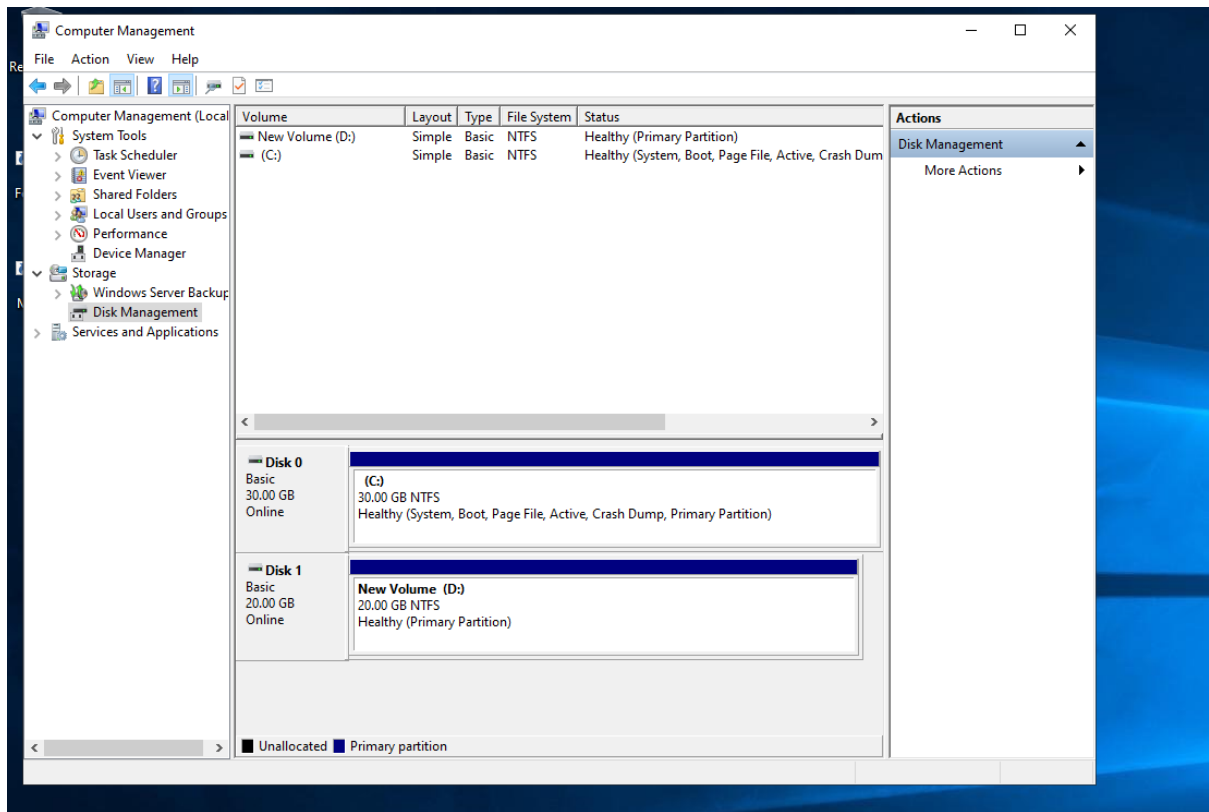 Computer Management
File Action View Help
Re
Computer Management (Local
System Tools
Task Scheduler
Event Viewer
Shared Folders
Local Users and Groups
Performance
Device Manager
Storage
Windows Server Backup
Disk Management
Services and Applications
Volume Layout Type File System Status
New Volume (D:) Simple Basic NTFS Healthy (Primary Partition)
(C:) Simple Basic NTFS Healthy (System, Boot, Page File, Active, Crash Dum
Disk 0
Basic
30.00 GB
Online
(C:)
30.00 GB NTFS
Healthy (System, Boot, Page File, Active, Crash Dump, Primary Partition)
Disk 1
Basic
20.00 GB
Online
New Volume (D:)
20.00 GB NTFS
Healthy (Primary Partition)
Unallocated Primary partition
Actions
Disk Management
More Actions